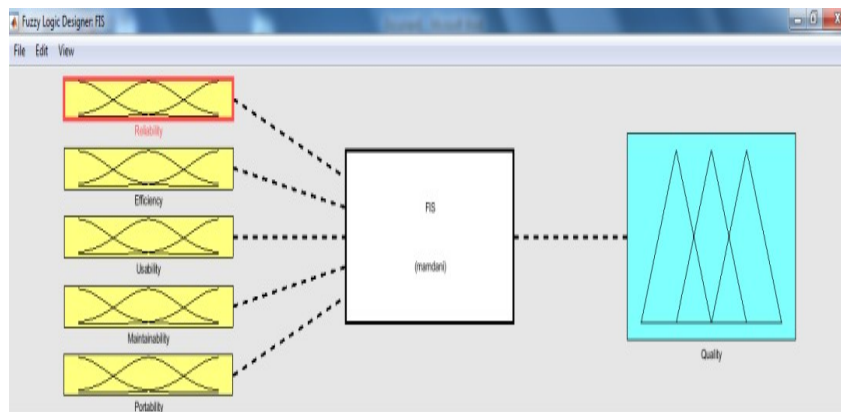 Fuzzy Logic Designer: FIS
File Edit View
Reliability
Efficiency
Usability
Maintainability
Portability
FIS
(mamdani)
Quality